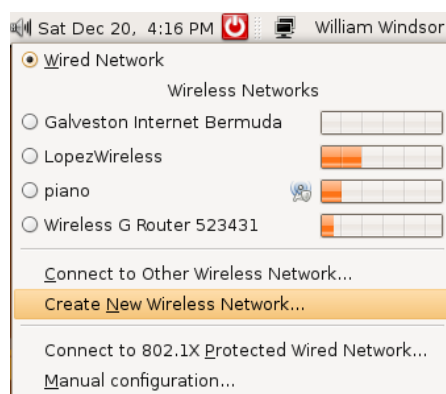 Sat Dec 20, 4:16 PM William Windsor
Wired Network
Wireless Networks
Galveston Internet Bermuda
LopezWireless
piano
Wireless G Router 523431
Connect to Other Wireless Network...
Create New Wireless Network...
Connect to 802.1X Protected Wired Network...
Manual configuration...